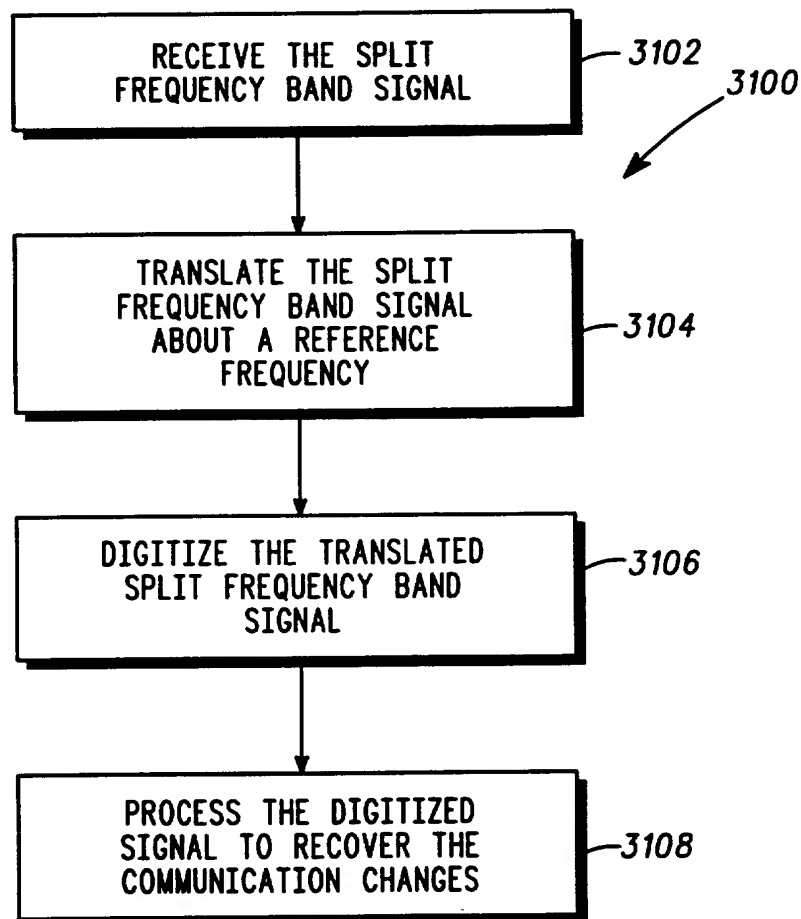 RECEIVE THE SPLIT
FREQUENCY BAND SIGNAL
3102
3100
TRANSLATE THE SPLIT
FREQUENCY BAND SIGNAL
ABOUT A REFERENCE
FREQUENCY
3104
DIGITIZE THE TRANSLATED
SPLIT FREQUENCY BAND
SIGNAL
3106
PROCESS THE DIGITIZED
SIGNAL TO RECOVER THE
COMMUNICATION CHANGES
3108